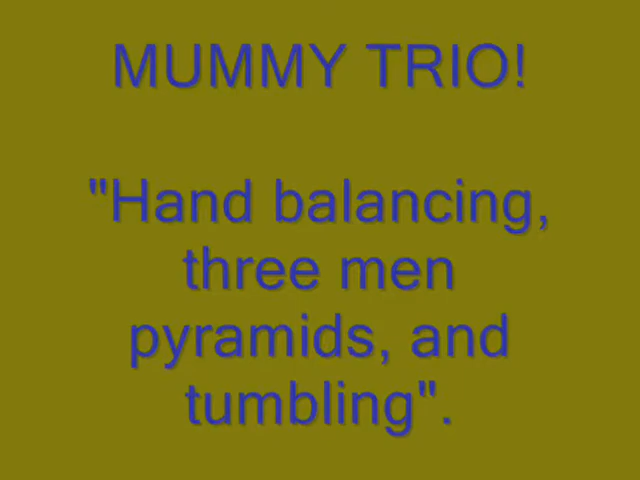 MUMMY TRIO!
"Hand balancing,
three men
pyramids, and
tumbling".